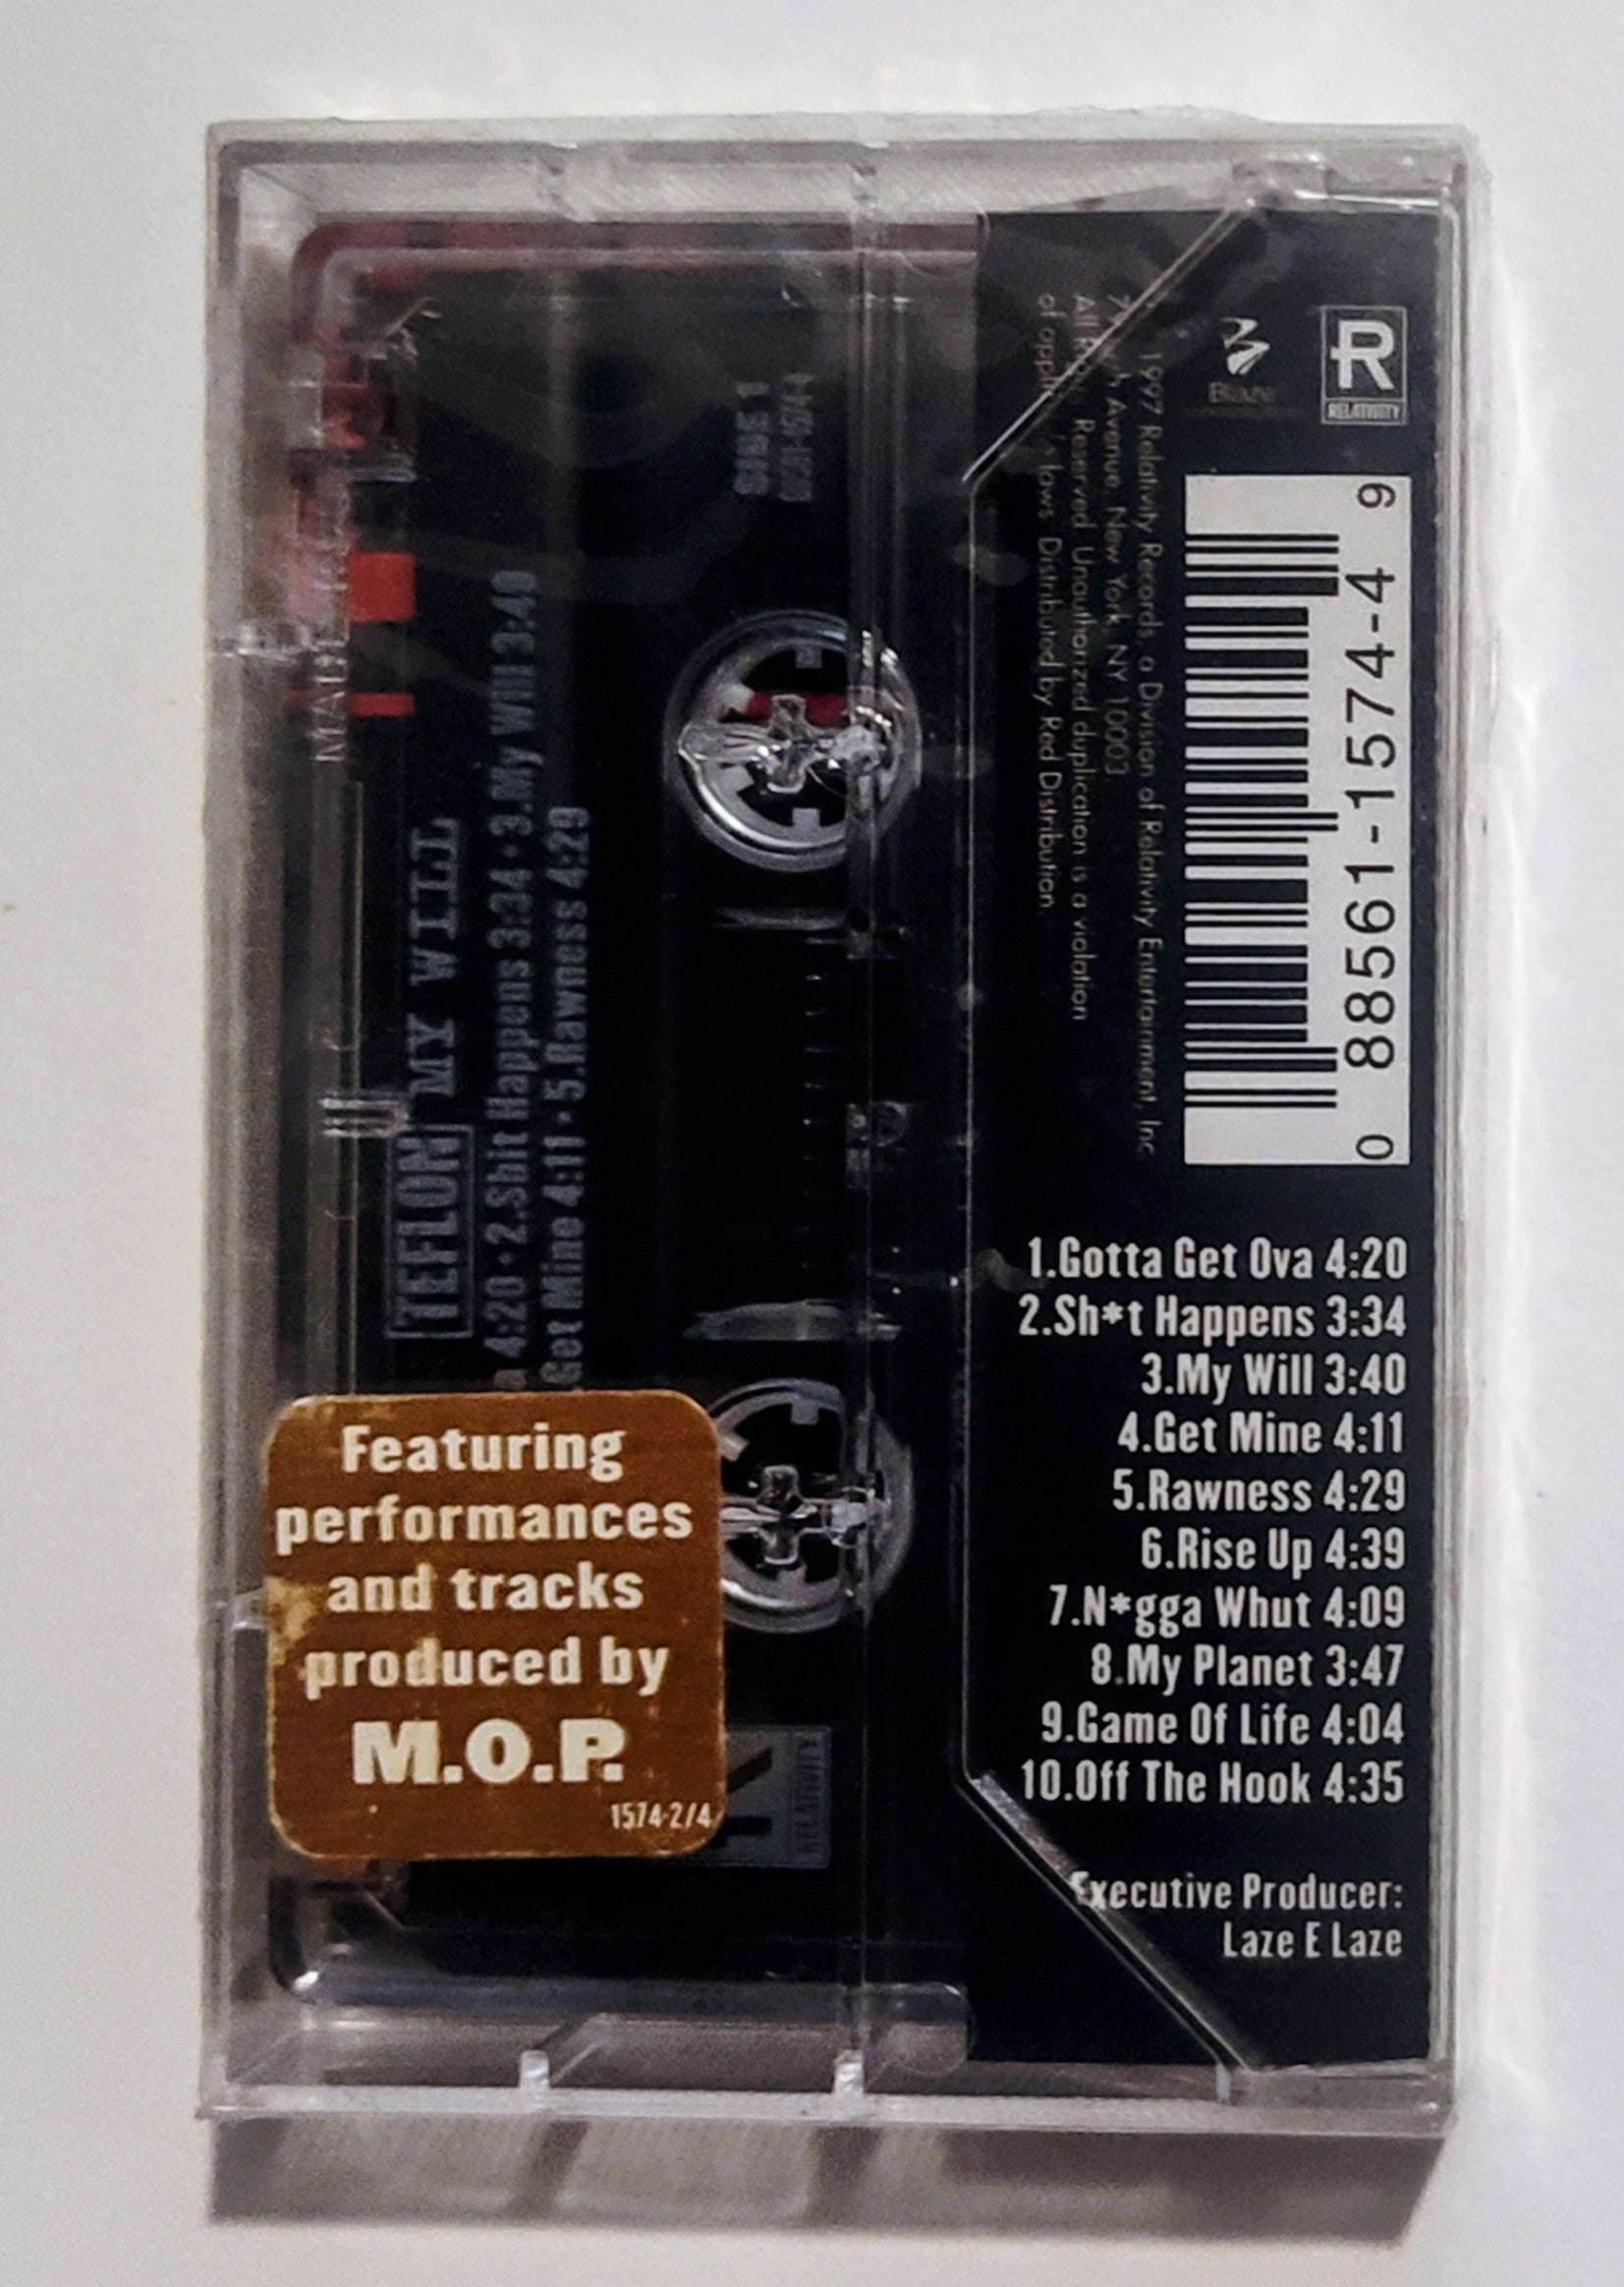 R
RELATIVITY
Blaze
1997 Relativity Records, a Division of Relativity Entertainment, Inc
Avenue, New York, NY 10003
All Reserved. Unauthorized duplication is a violation
of laws. Distributed by Red Distribution.
0 88561-1574-4 9
1.Gotta Get Ova 4:20
2.Sh*t Happens 3:34
3.My Will 3:40
4.Get Mine 4:11
5.Rawness 4:29
6.Rise Up 4:39
7.N*gga Whut 4:09
8.My Planet 3:47
9.Game Of Life 4:04
10.Off The Hook 4:35
Executive Producer:
Laze E Laze
SIDE 1
MADE
TEFLON MY WILL
4:20 • 2.Shit Happens 3:34 • 3.My Will 3:40
Get Mine 4:11 • 5.Rawness 4:29
RELATIVITY
Featuring
performances
and tracks
produced by
M.O.P.
1574-2/4